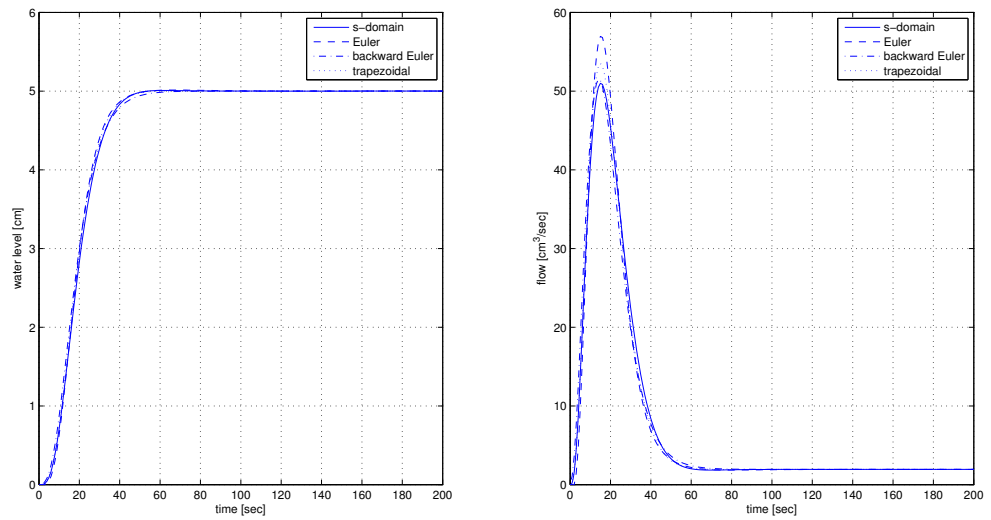 6
5
4
3
2
1
0
water level [cm]
0 20 40 60 80 100 120 140 160 180 200
time [sec]
s−domain
Euler
backward Euler
trapezoidal
60
50
40
30
20
10
0
flow [cm³/sec]
0 20 40 60 80 100 120 140 160 180 200
time [sec]
s−domain
Euler
backward Euler
trapezoidal